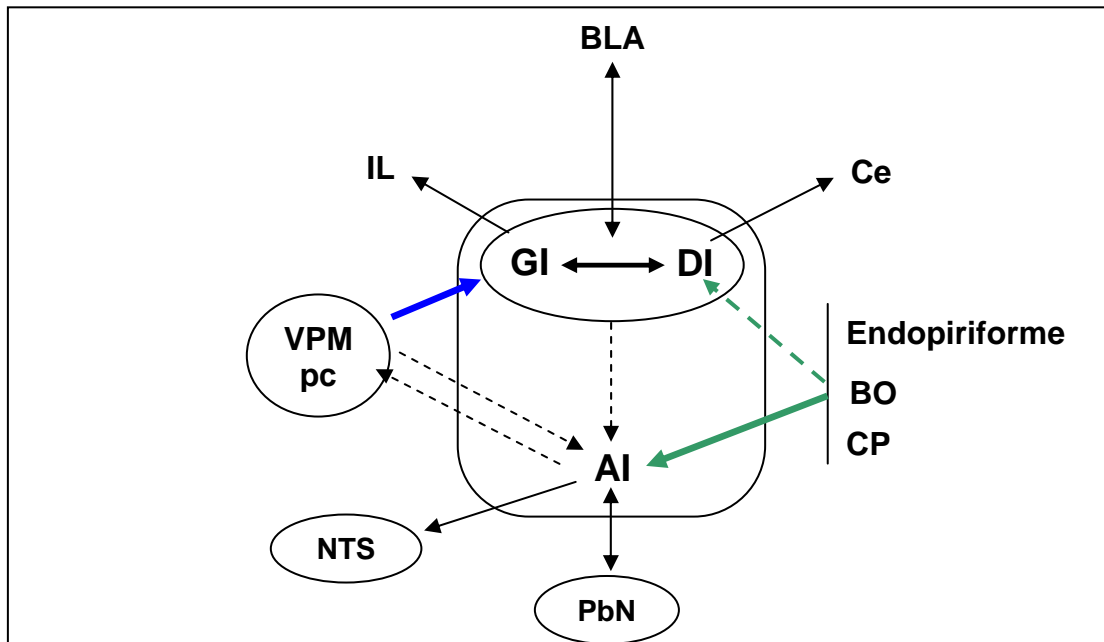 BLA
IL
Ce
GI
DI
VPM
pc
Endopiriforme
BO
CP
AI
NTS
PbN